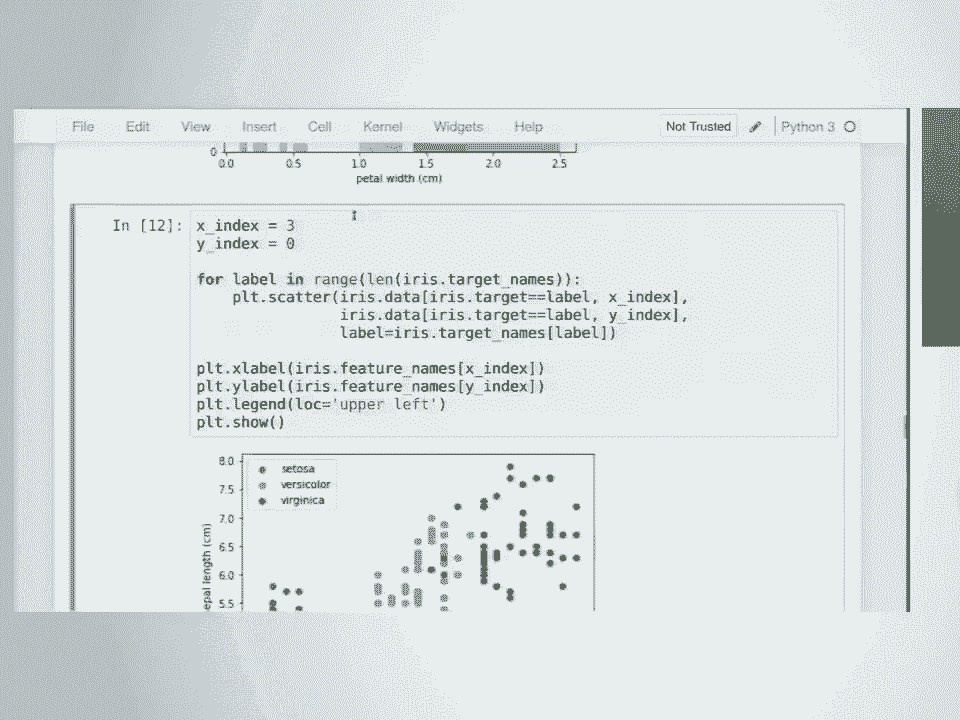 File Edit View Insert Cell Kernel Widgets Help Not Trusted Python 3
0
0.0 0.5 1.0 1.5 2.0 2.5
petal width (cm)
In [12]: x_index = 3
y_index = 0
for label in range(len(iris.target_names)):
plt.scatter(iris.data[iris.target==label, x_index],
iris.data[iris.target==label, y_index],
label=iris.target_names[label])
plt.xlabel(iris.feature_names[x_index])
plt.ylabel(iris.feature_names[y_index])
plt.legend(loc='upper left')
plt.show()
8.0
setosa
versicolor
7.5
virginica
7.0
6.5
6.0
5.5
epal length (cm)